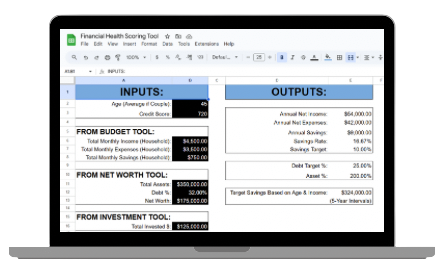 Financial Health Scoring Tool
File Edit View Insert Format Data Tools Extensions Help
100%
INPUTS:
INPUTS: OUTPUTS:
Age (Average if Couple): 45
Credit Score: 720
Annual Net Income: $54,000.00
Annual Net Expenses: $42,000.00
FROM BUDGET TOOL: Annual Savings: $9,000.00
Total Monthly Income (Household): $4,500.00 Savings Rate: 16.67%
Total Monthly Expenses (Household): $3,500.00 Savings Target: 10.00%
Total Monthly Savings (Household): $750.00
Debt Target %: 25.00%
FROM NET WORTH TOOL: Asset %: 200.00%
Total Assets: $350,000.00
Debt %: 32.00% Target Savings Based on Age & Income: $324,000.00
Net Worth: $175,000.00 (5-Year Intervals)
FROM INVESTMENT TOOL:
Total Invested $: $125,000.00